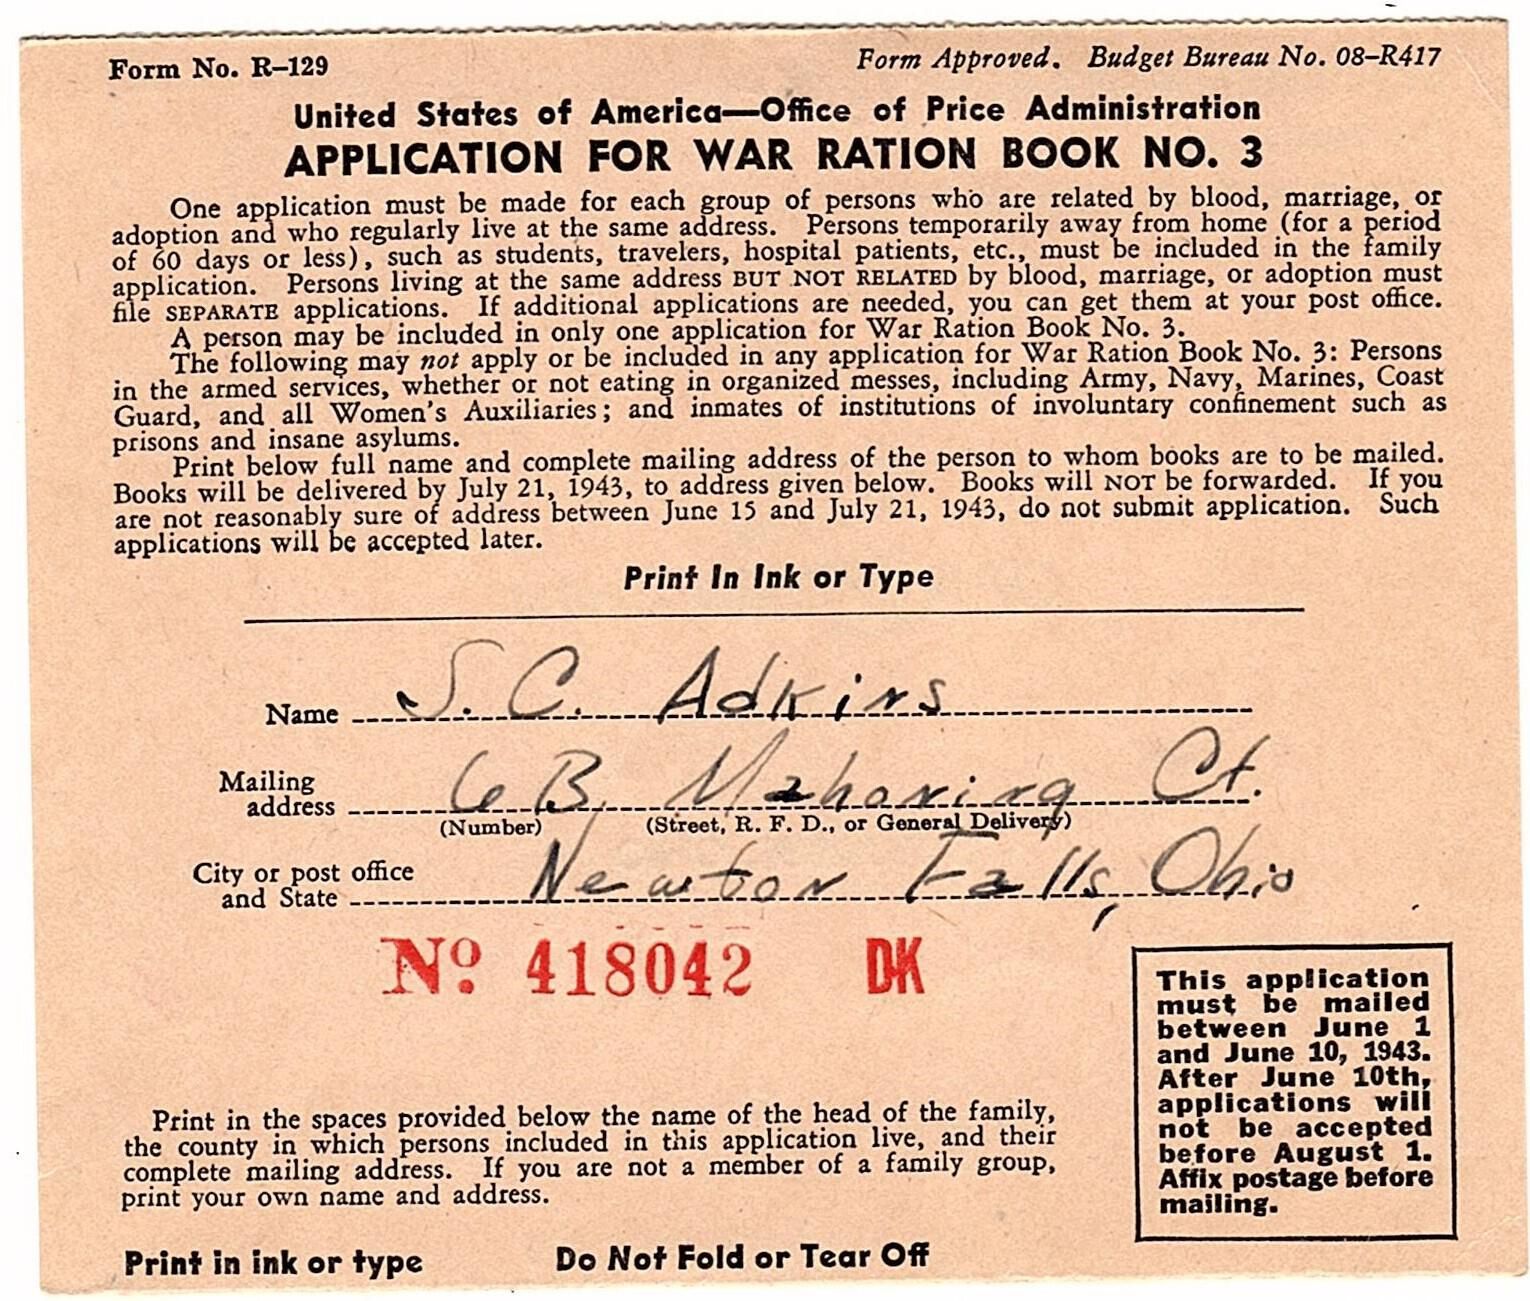 Form No. R–129
Form Approved. Budget Bureau No. 08–R417
United States of America—Office of Price Administration
APPLICATION FOR WAR RATION BOOK NO. 3
One application must be made for each group of persons who are related by blood, marriage, or
adoption and who regularly live at the same address. Persons temporarily away from home (for a period
of 60 days or less), such as students, travelers, hospital patients, etc., must be included in the family
application. Persons living at the same address BUT NOT RELATED by blood, marriage, or adoption must
file SEPARATE applications. If additional applications are needed, you can get them at your post office.
A person may be included in only one application for War Ration Book No. 3.
The following may not apply or be included in any application for War Ration Book No. 3: Persons
in the armed services, whether or not eating in organized messes, including Army, Navy, Marines, Coast
Guard, and all Women's Auxiliaries; and inmates of institutions of involuntary confinement such as
prisons and insane asylums.
Print below full name and complete mailing address of the person to whom books are to be mailed.
Books will be delivered by July 21, 1943, to address given below. Books will NOT be forwarded. If you
are not reasonably sure of address between June 15 and July 21, 1943, do not submit application. Such
applications will be accepted later.
Print In Ink or Type
Name S. C. Adkins
Mailing
address 6 B. Mahoning Ct.
(Number) (Street, R. F. D., or General Delivery)
City or post office
and State Newton Falls, Ohio
No. 418042 DK
This application
must be mailed
between June 1
and June 10, 1943.
After June 10th,
applications will
not be accepted
before August 1.
Affix postage before
mailing.
Print in the spaces provided below the name of the head of the family,
the county in which persons included in this application live, and their
complete mailing address. If you are not a member of a family group,
print your own name and address.
Print in ink or type Do Not Fold or Tear Off